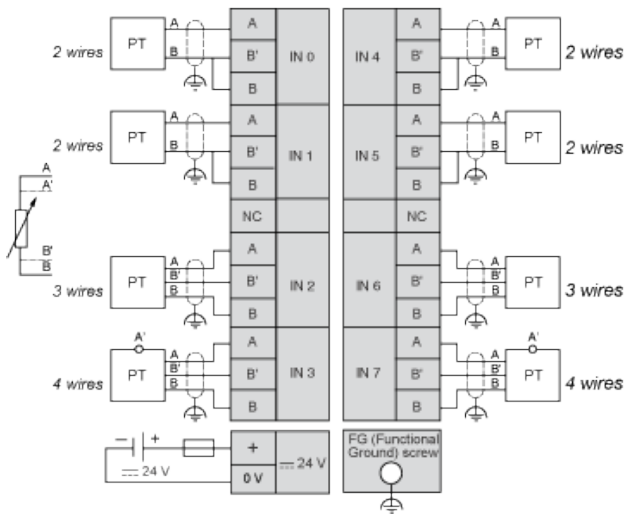 A A A A
PT PT
2 wires B B' IN 0 IN 4 B' B 2 wires
B B
A A A A
PT PT
2 wires B B' IN 1 IN 5 B' B 2 wires
B B
A
A'
NC NC
B'
B
A A A A
PT B' B' IN 2 IN 6 B' B' PT
3 wires B B B B 3 wires
A' A'
A A A A
PT B' B' IN 3 IN 7 B' B' PT
4 wires B B B B 4 wires
− + + 24 V
24 V 0 V
FG (Functional
Ground) screw